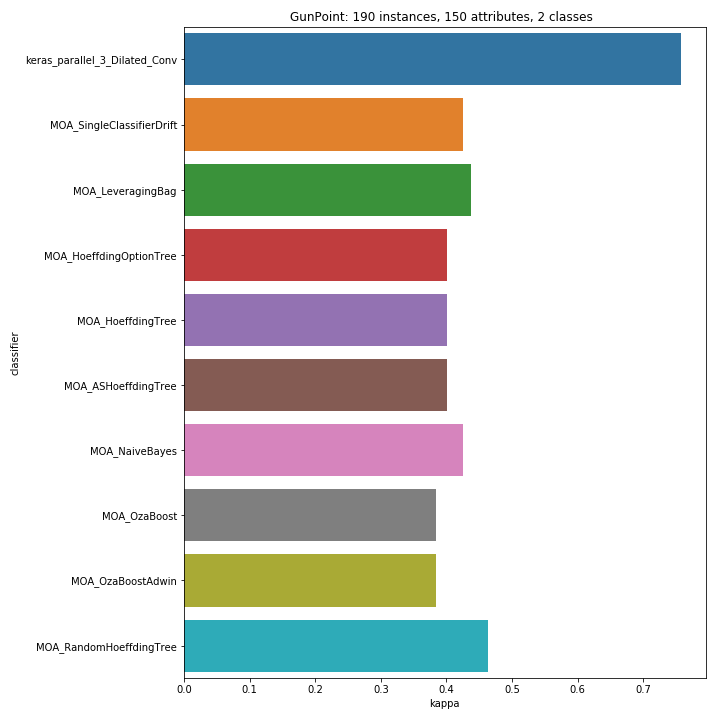 GunPoint: 190 instances, 150 attributes, 2 classes
keras_parallel_3_Dilated_Conv
MOA_SingleClassifierDrift
MOA_LeveragingBag
MOA_HoeffdingOptionTree
MOA_HoeffdingTree
MOA_ASHoeffdingTree
MOA_NaiveBayes
MOA_OzaBoost
MOA_OzaBoostAdwin
MOA_RandomHoeffdingTree
classifier
0.0 0.1 0.2 0.3 0.4 0.5 0.6 0.7
kappa